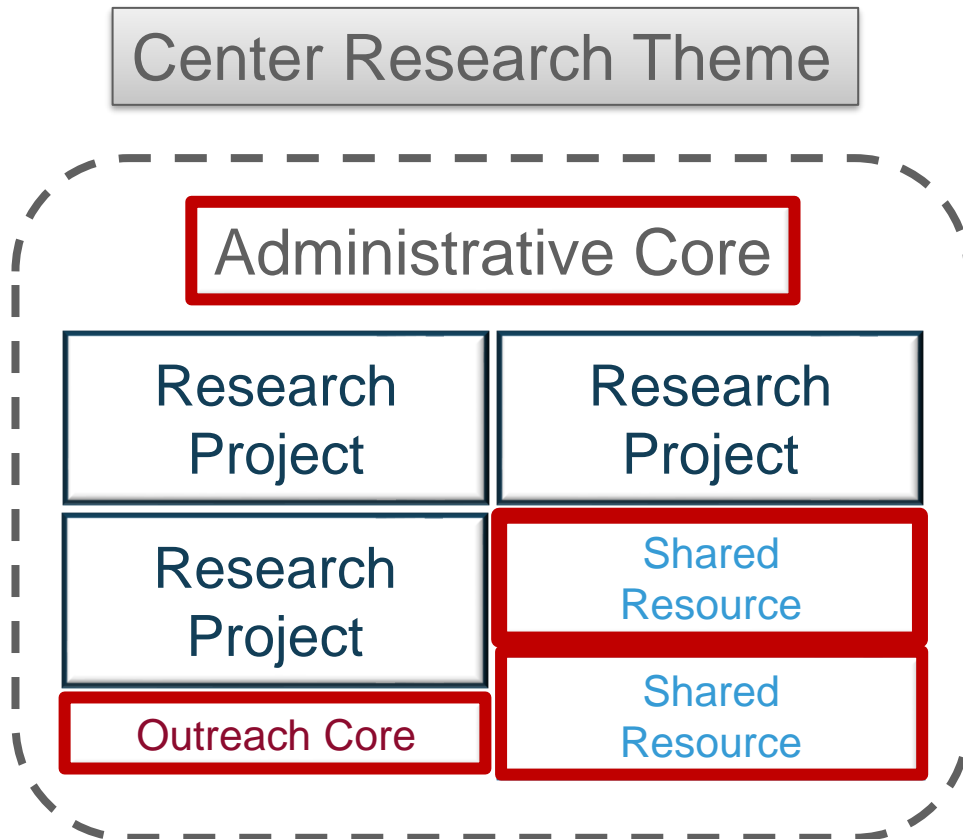 Center Research Theme
Administrative Core
Research
Project
Research
Project
Research
Project
Shared
Resource
Outreach Core
Shared
Resource